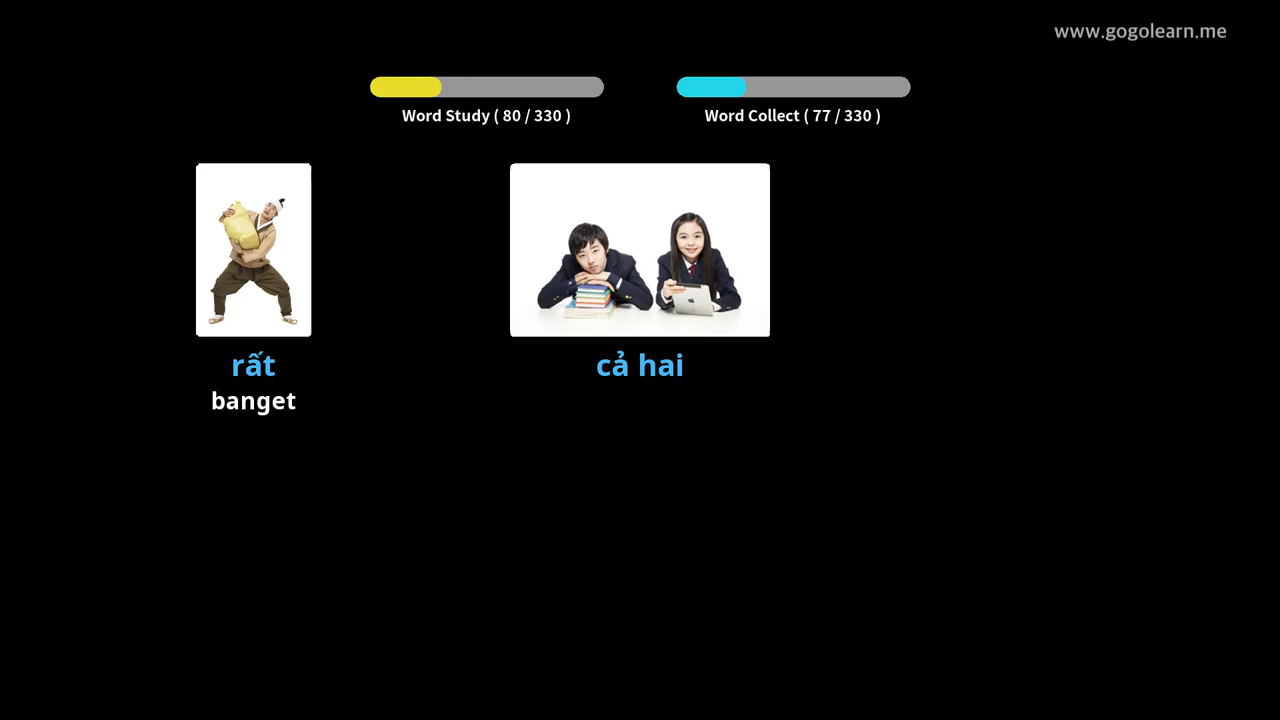 www.gogolearn.me
Word Study ( 80 / 330 )
Word Collect ( 77 / 330 )
rất
banget
cả hai